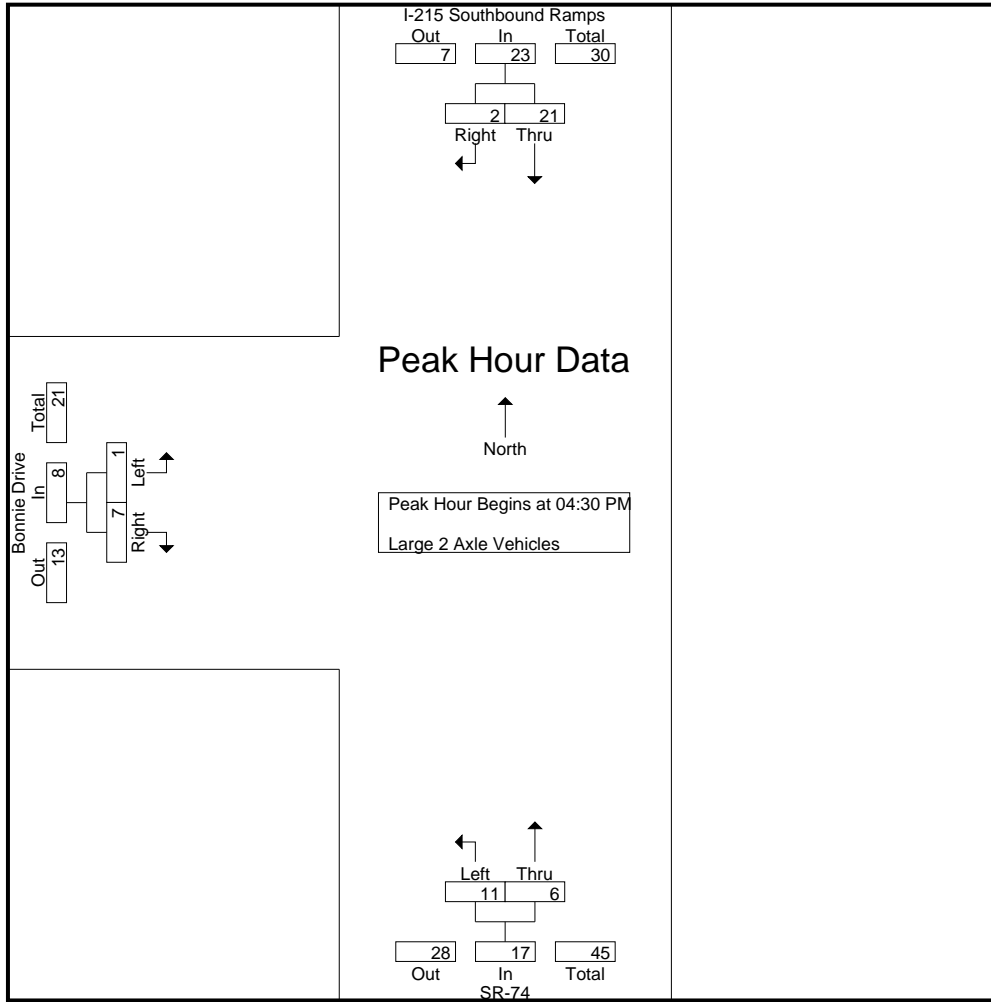 I-215 Southbound Ramps
Out In Total
7 23 30
2 21
Right Thru
Peak Hour Data
North
Peak Hour Begins at 04:30 PM
Large 2 Axle Vehicles
Bonnie Drive
Out In Total
13 8 21
Right Left
7 1
Left Thru
11 6
28 17 45
Out In Total
SR-74